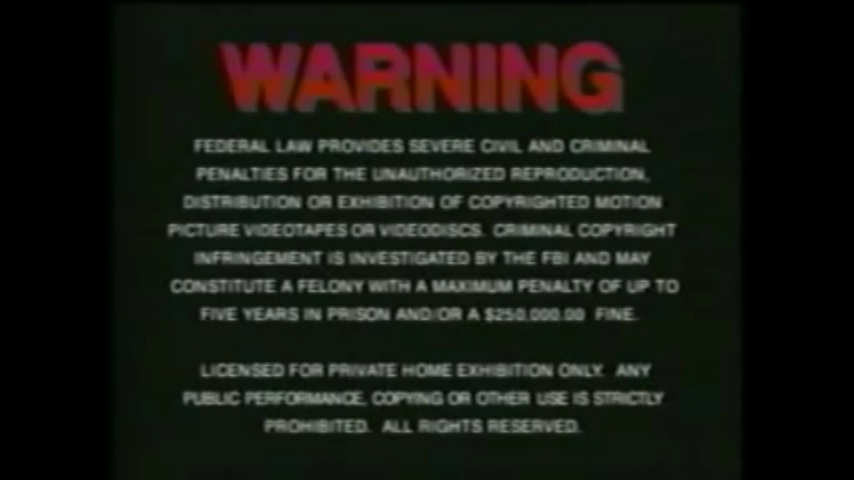 WARNING
FEDERAL LAW PROVIDES SEVERE CIVIL AND CRIMINAL
PENALTIES FOR THE UNAUTHORIZED REPRODUCTION,
DISTRIBUTION OR EXHIBITION OF COPYRIGHTED MOTION
PICTURE VIDEOTAPES OR VIDEODISCS. CRIMINAL COPYRIGHT
INFRINGEMENT IS INVESTIGATED BY THE FBI AND MAY
CONSTITUTE A FELONY WITH A MAXIMUM PENALTY OF UP TO
FIVE YEARS IN PRISON AND/OR A $250,000.00 FINE.
LICENSED FOR PRIVATE HOME EXHIBITION ONLY. ANY
PUBLIC PERFORMANCE, COPYING OR OTHER USE IS STRICTLY
PROHIBITED. ALL RIGHTS RESERVED.